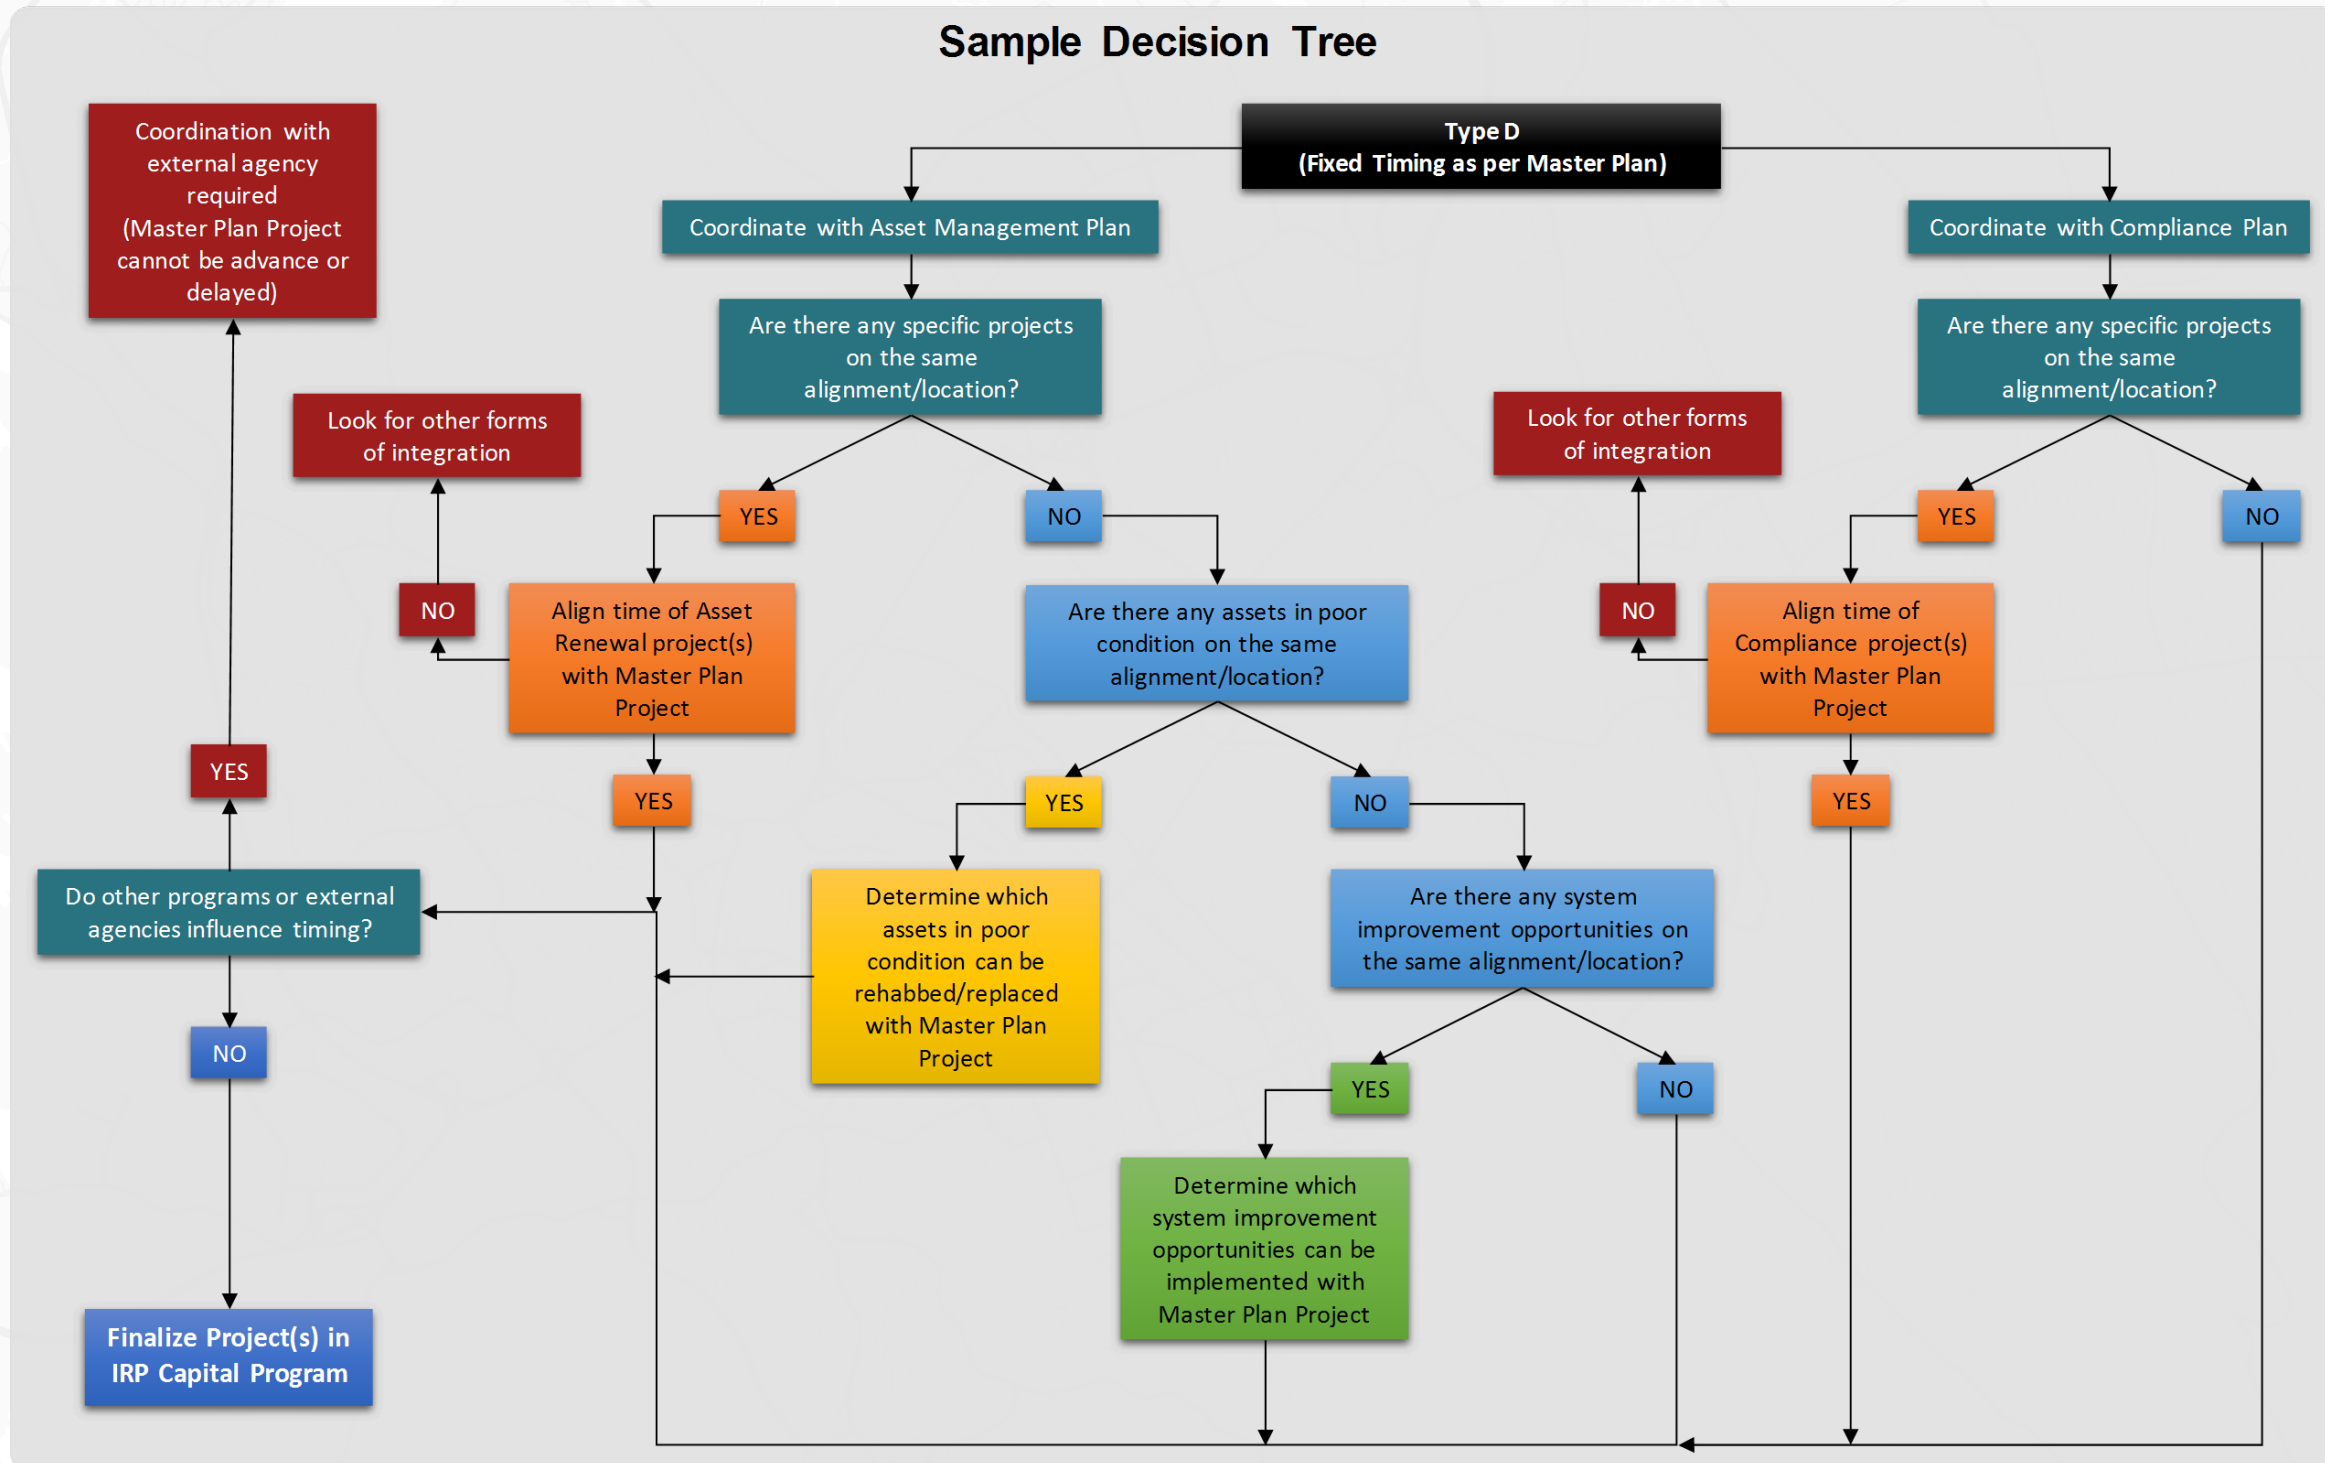 Sample Decision Tree
Type D
(Fixed Timing as per Master Plan)
Coordination with
external agency
required
(Master Plan Project
cannot be advance or
delayed)
Coordinate with Asset Management Plan
Coordinate with Compliance Plan
Are there any specific projects
on the same
alignment/location?
Are there any specific projects
on the same
alignment/location?
Look for other forms
of integration
Look for other forms
of integration
YES
NO
YES
NO
NO
Align time of Asset
Renewal project(s)
with Master Plan
Project
Are there any assets in poor
condition on the same
alignment/location?
NO
Align time of
Compliance project(s)
with Master Plan
Project
YES
YES
YES
NO
YES
Do other programs or external
agencies influence timing?
Determine which
assets in poor
condition can be
rehabbed/replaced
with Master Plan
Project
Are there any system
improvement opportunities on
the same alignment/location?
NO
YES
NO
Determine which
system improvement
opportunities can be
implemented with
Master Plan Project
Finalize Project(s) in
IRP Capital Program